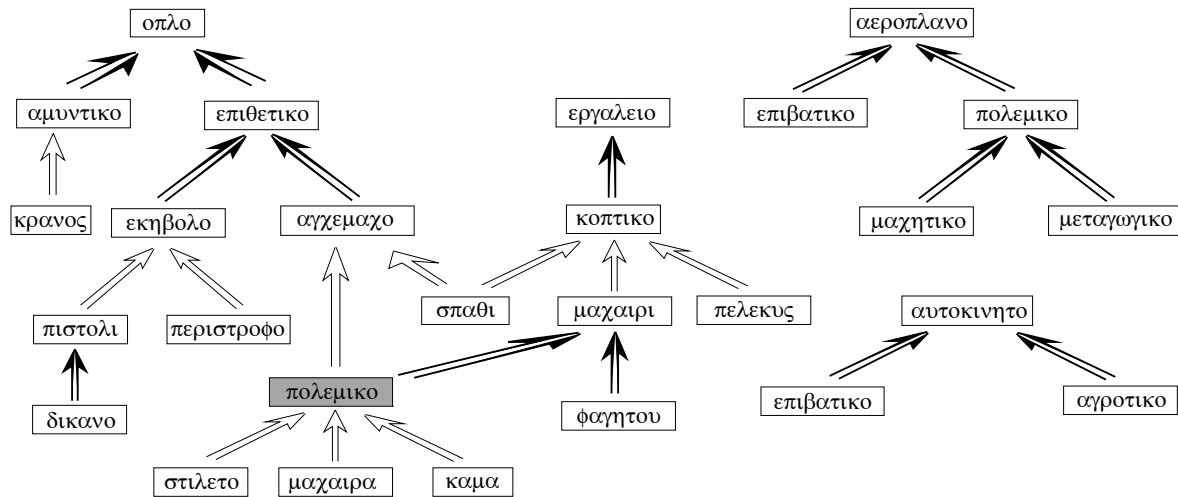 οπλο
αεροπλανο
αμυντικο
επιθετικο
εργαλειο
επιβατικο
πολεμικο
κρανος
εκηβολο
αγχεμαχο
κοπτικο
μαχητικο
μεταγωγικο
πιστολι
περιστροφο
σπαθι
μαχαιρι
πελεκυς
αυτοκινητο
πολεμικο
δικανο
φαγητου
επιβατικο
αγροτικο
στιλετο
μαχαιρα
καμα